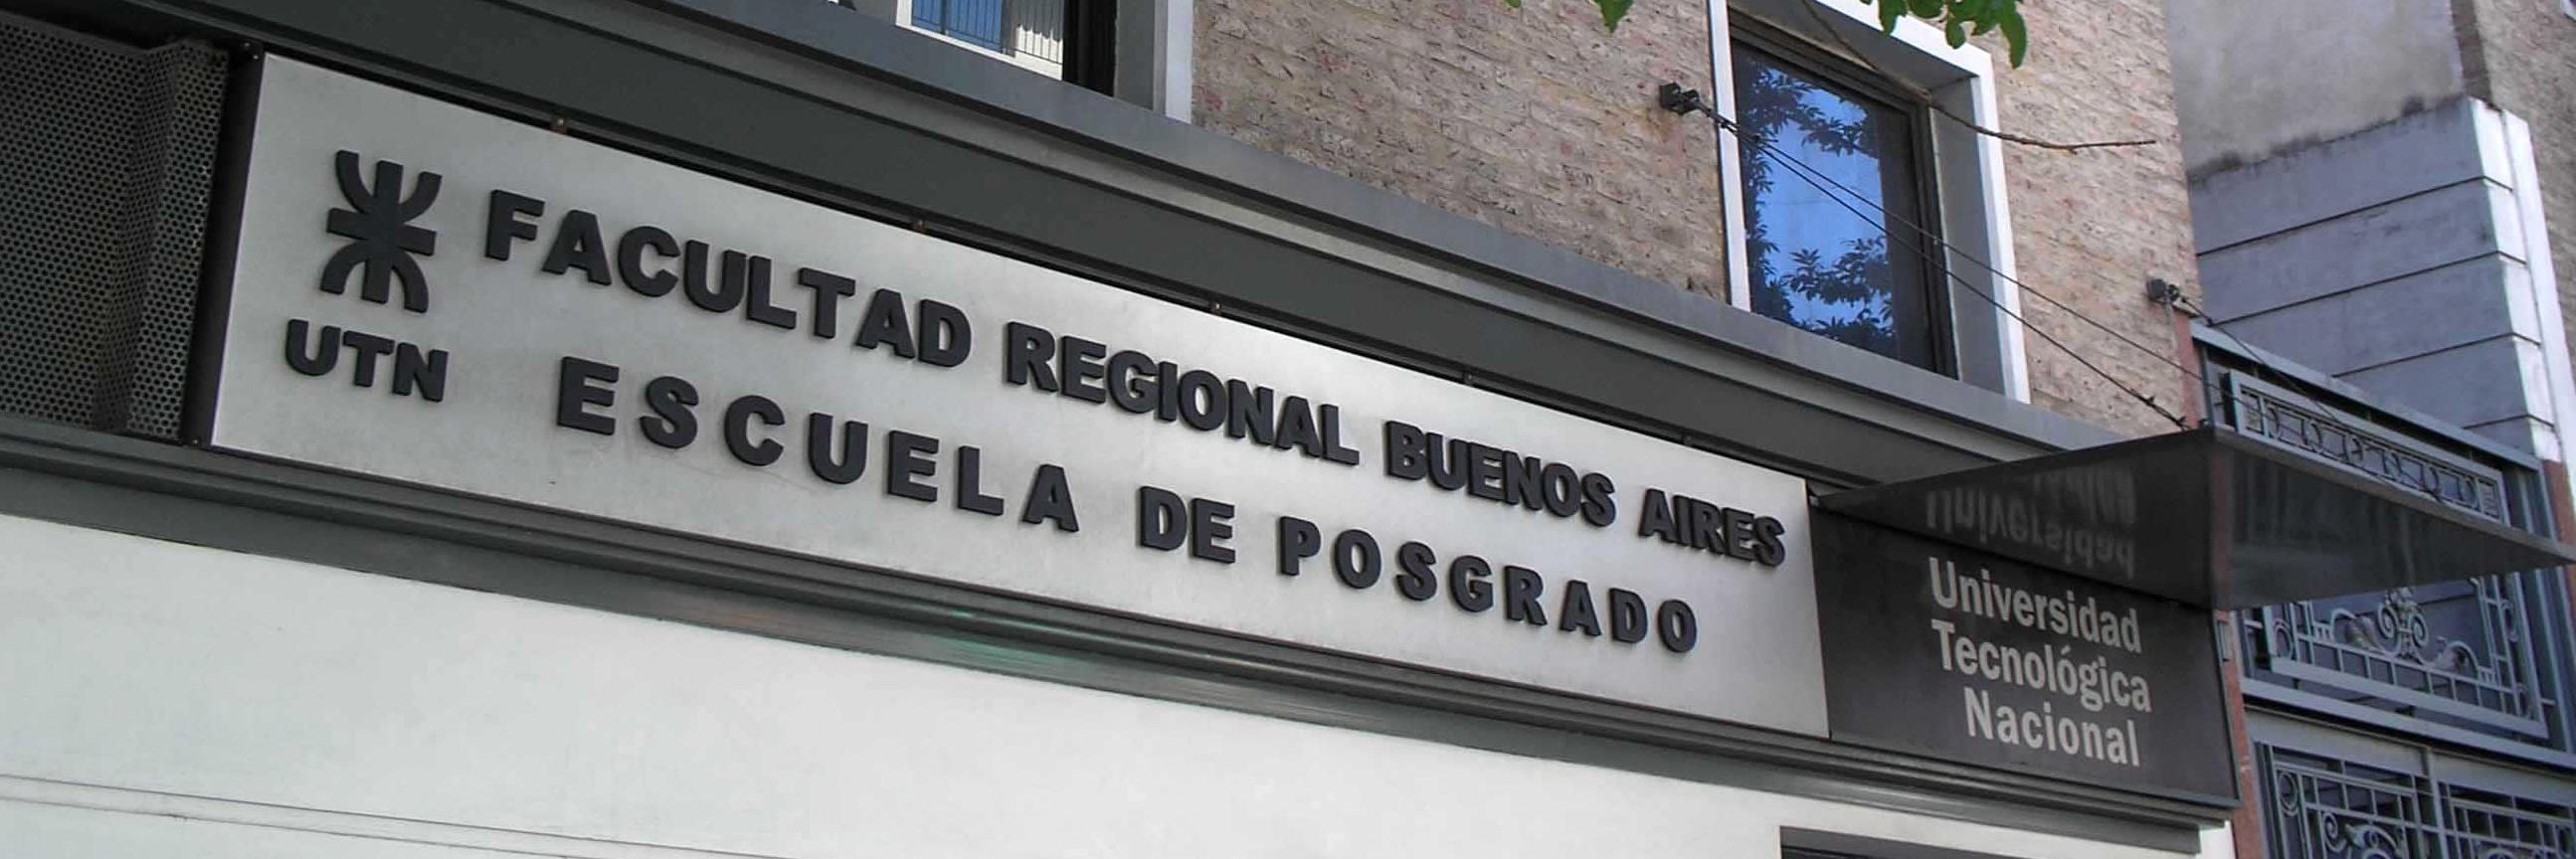 FACULTAD REGIONAL BUENOS AIRES
UTN
ESCUELA DE POSGRADO
Universidad
Tecnológica
Nacional